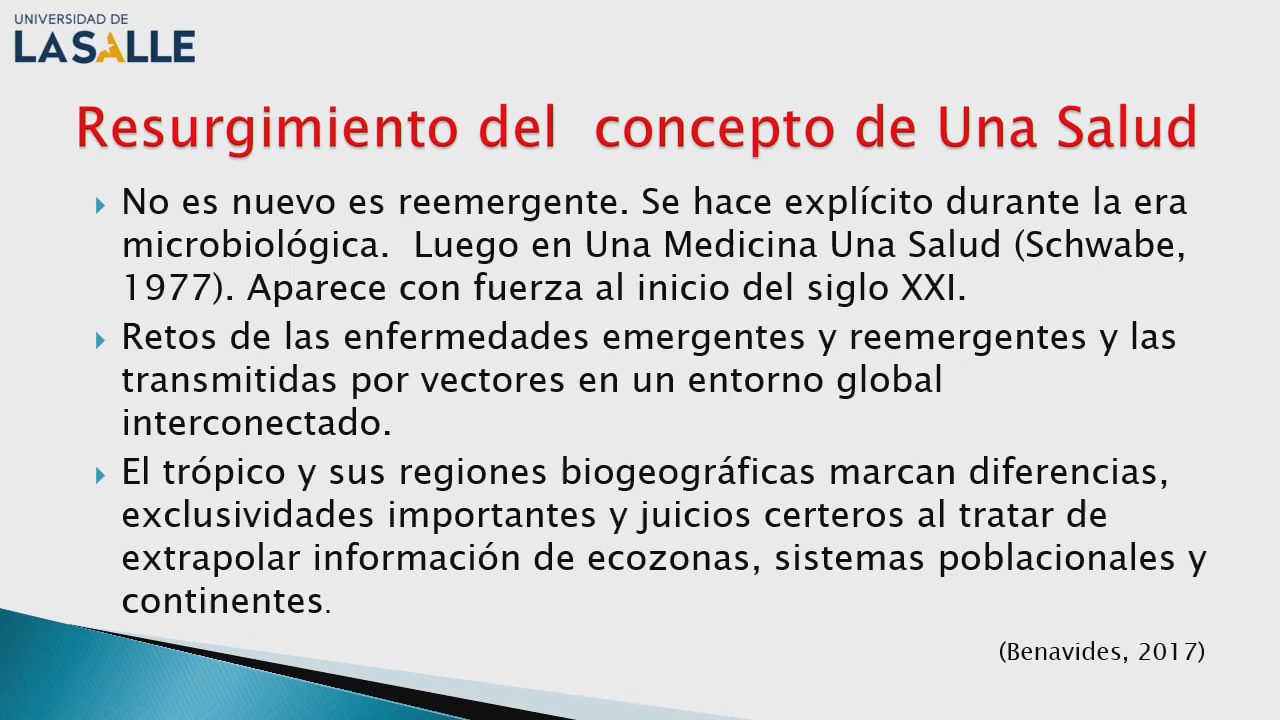 UNIVERSIDAD DE
LASALLE
Resurgimiento del concepto de Una Salud
No es nuevo es reemergente. Se hace explícito durante la era
microbiológica. Luego en Una Medicina Una Salud (Schwabe,
1977). Aparece con fuerza al inicio del siglo XXI.
Retos de las enfermedades emergentes y reemergentes y las
transmitidas por vectores en un entorno global
interconectado.
El trópico y sus regiones biogeográficas marcan diferencias,
exclusividades importantes y juicios certeros al tratar de
extrapolar información de ecozonas, sistemas poblacionales y
continentes.
(Benavides, 2017)